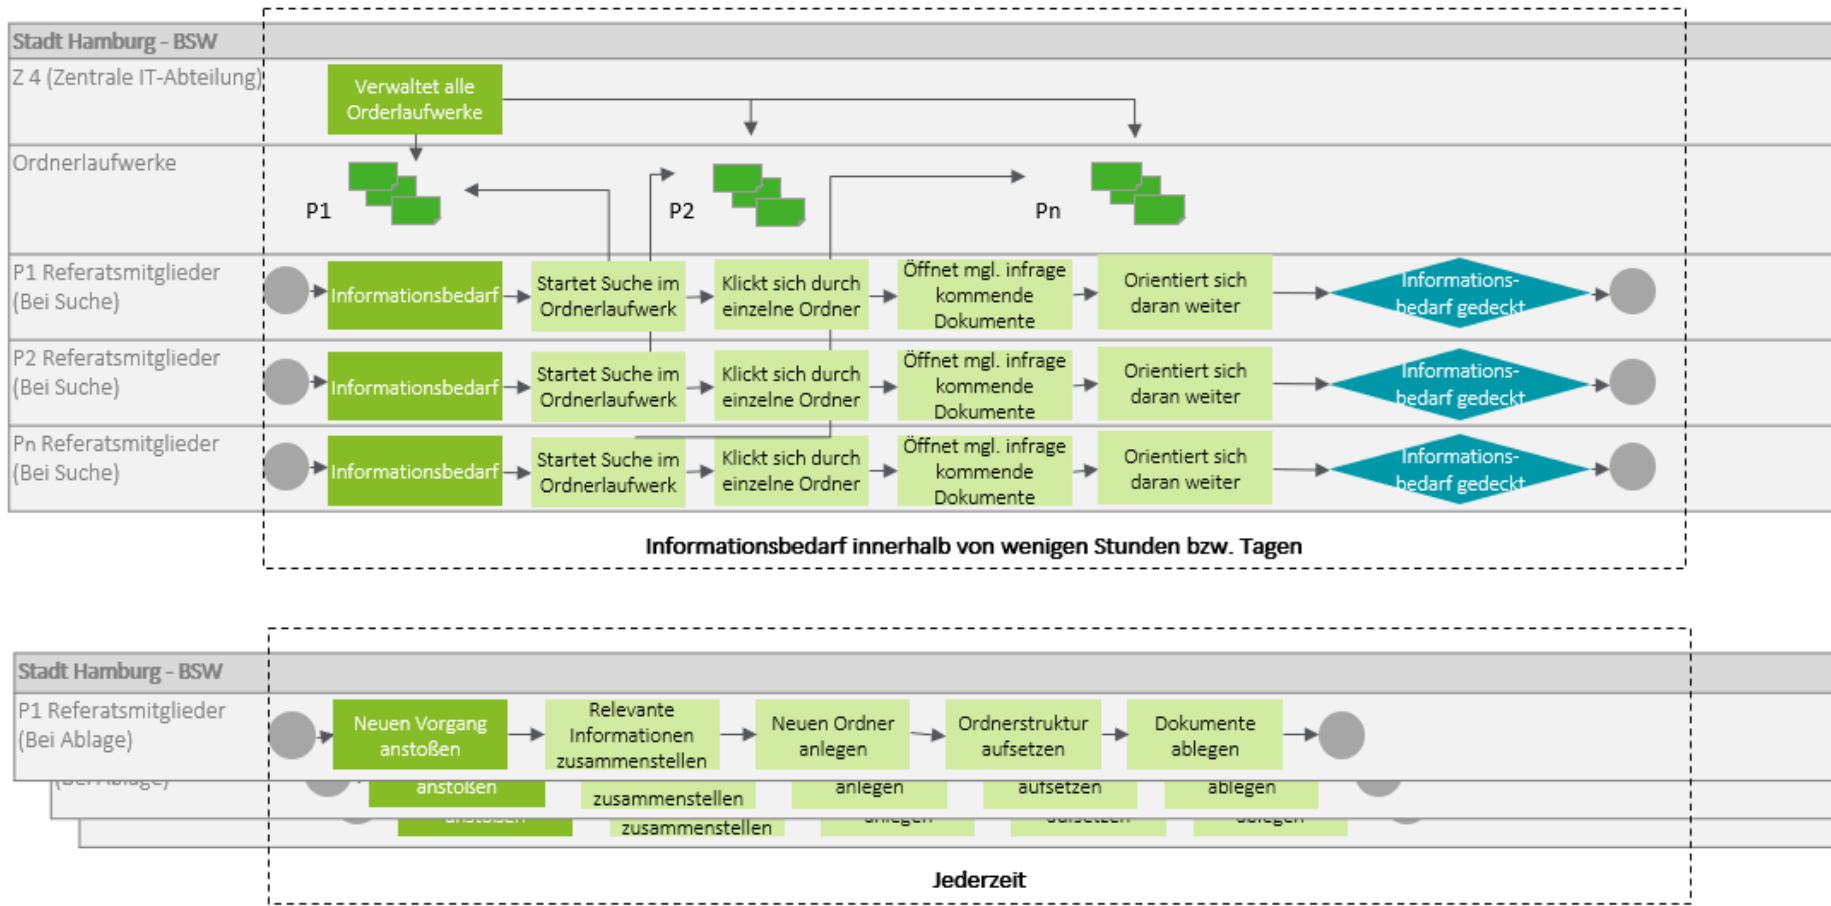 Stadt Hamburg - BSW
Z 4 (Zentrale IT-Abteilung)
Verwaltet alle
Orderlaufwerke
Ordnerlaufwerke
P1
P2
Pn
P1 Referatsmitglieder
(Bei Suche)
Informationsbedarf
Startet Suche im
Ordnerlaufwerk
Klickt sich durch
einzelne Ordner
Öffnet mgl. infrage
kommende
Dokumente
Orientiert sich
daran weiter
Informations-
bedarf gedeckt
P2 Referatsmitglieder
(Bei Suche)
Informationsbedarf
Startet Suche im
Ordnerlaufwerk
Klickt sich durch
einzelne Ordner
Öffnet mgl. infrage
kommende
Dokumente
Orientiert sich
daran weiter
Informations-
bedarf gedeckt
Pn Referatsmitglieder
(Bei Suche)
Informationsbedarf
Startet Suche im
Ordnerlaufwerk
Klickt sich durch
einzelne Ordner
Öffnet mgl. infrage
kommende
Dokumente
Orientiert sich
daran weiter
Informations-
bedarf gedeckt
Informationsbedarf innerhalb von wenigen Stunden bzw. Tagen
Stadt Hamburg - BSW
P1 Referatsmitglieder
(Bei Ablage)
Neuen Vorgang
anstoßen
Relevante
Informationen
zusammenstellen
Neuen Ordner
anlegen
Ordnerstruktur
aufsetzen
Dokumente
ablegen
(Bei Ablage)
anstoßen
zusammenstellen
anlegen
aufsetzen
ablegen
anstoßen
zusammenstellen
anlegen
aufsetzen
ablegen
Jederzeit